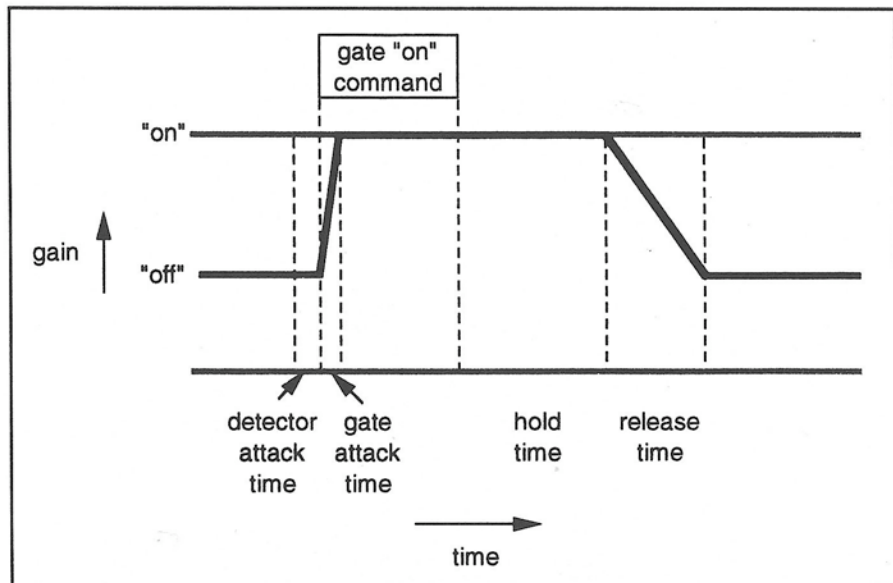 gate "on"
command
"on"
gain
"off"
detector
attack
time
gate
attack
time
hold
time
release
time
time